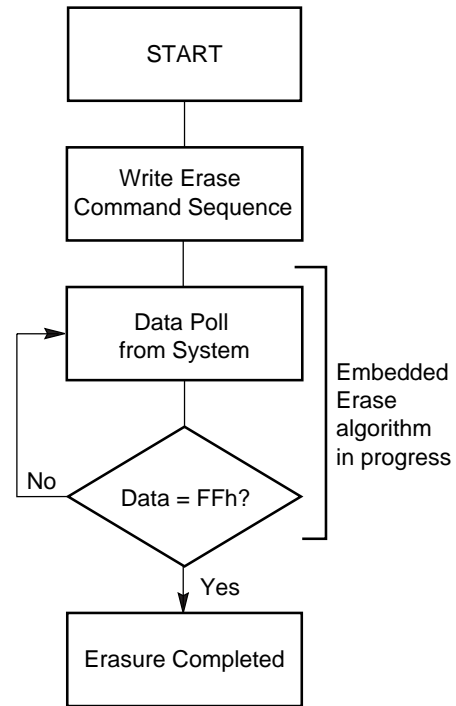 START
Write Erase
Command Sequence
Data Poll
from System
Embedded
Erase
algorithm
in progress
No
Data = FFh?
Yes
Erasure Completed